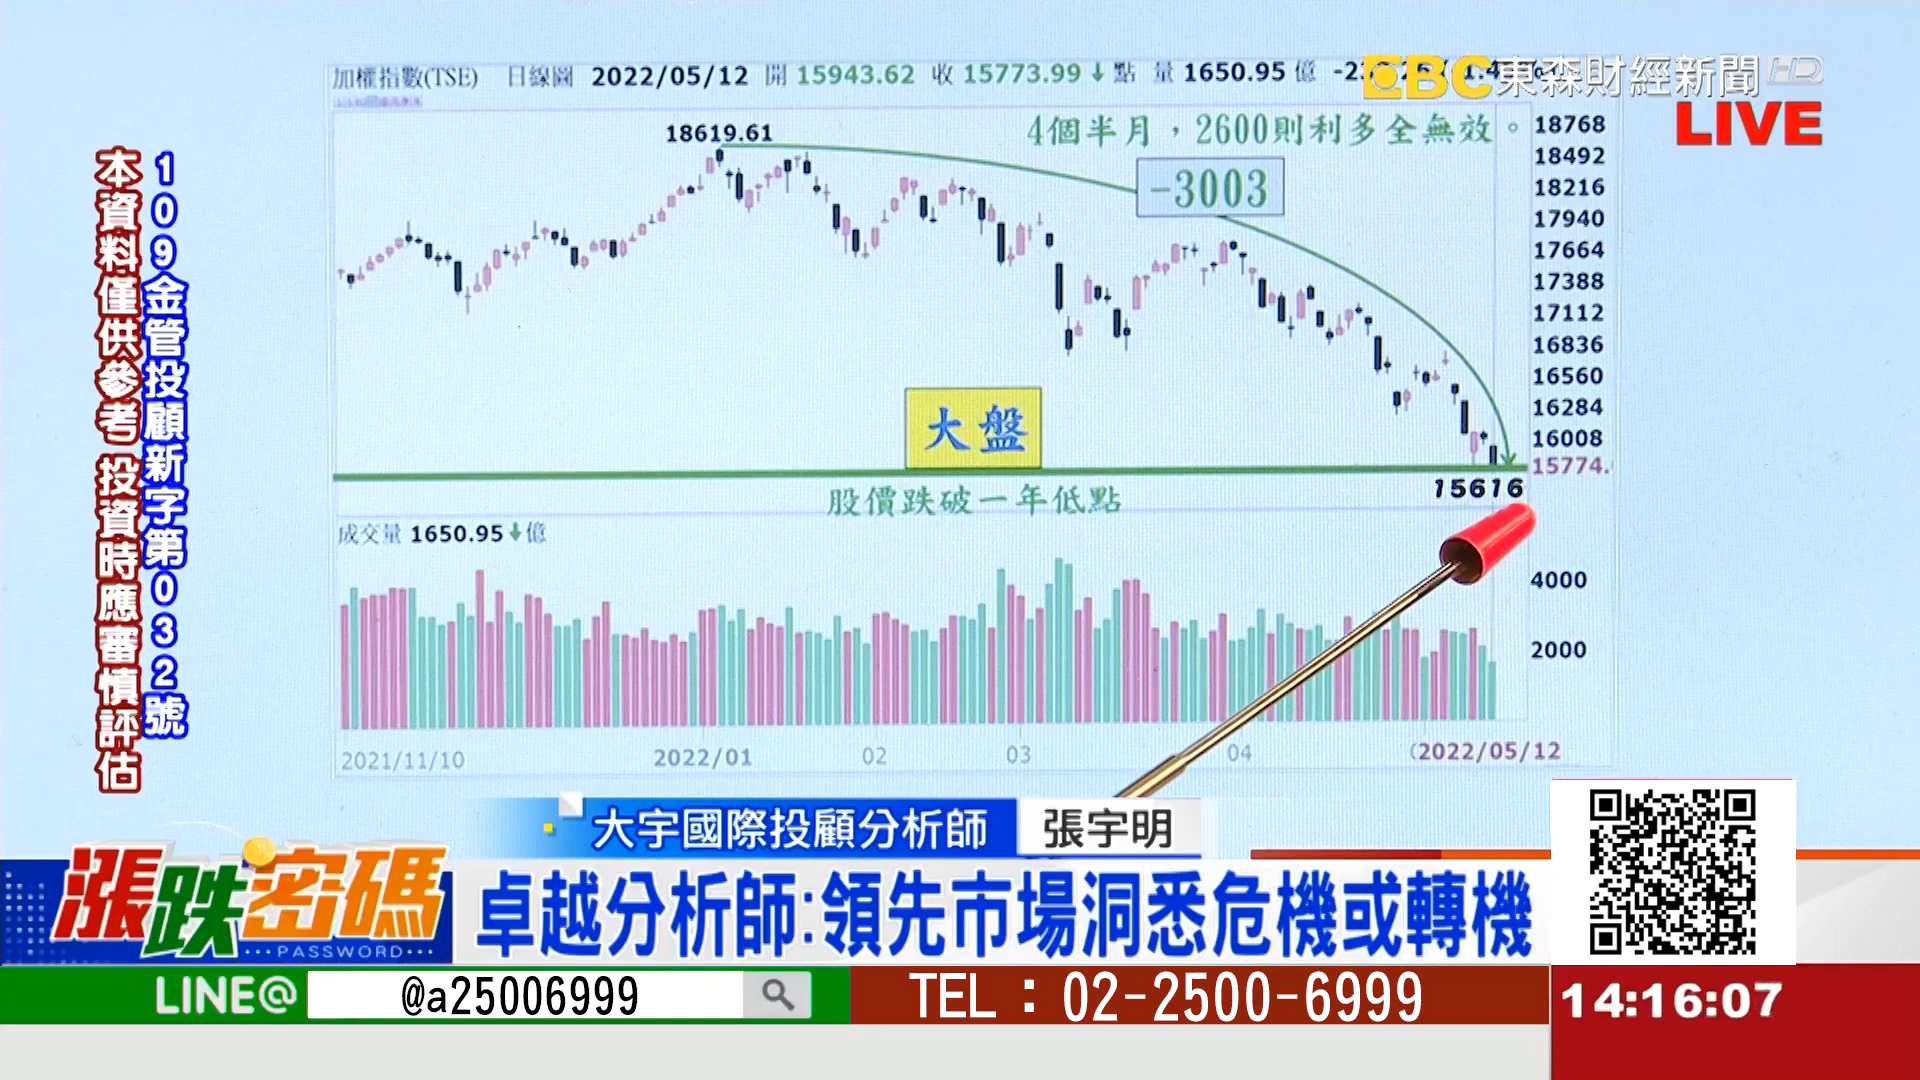 加權指數(TSE) 日線圖 2022/05/12 開 15943.62 收 15773.99↓點 量 1650.95 億
EBC東森財經新聞 HD
LIVE
4個半月，2600則利多全無效。
18619.61
-3003
18768
18492
18216
17940
17664
17388
17112
16836
16560
16284
16008
15774.
大盤
15616
股價跌破一年低點
成交量 1650.95↓億
4000
2000
2021/11/10 2022/01 02 03 04 2022/05/12
109金管投顧新字第032號
本資料僅供參考 投資時應審慎評估
大宇國際投顧分析師 張宇明
漲跌密碼
PASSWORD
卓越分析師:領先市場洞悉危機或轉機
LINE@ @a25006999 TEL：02-2500-6999
14:16:07